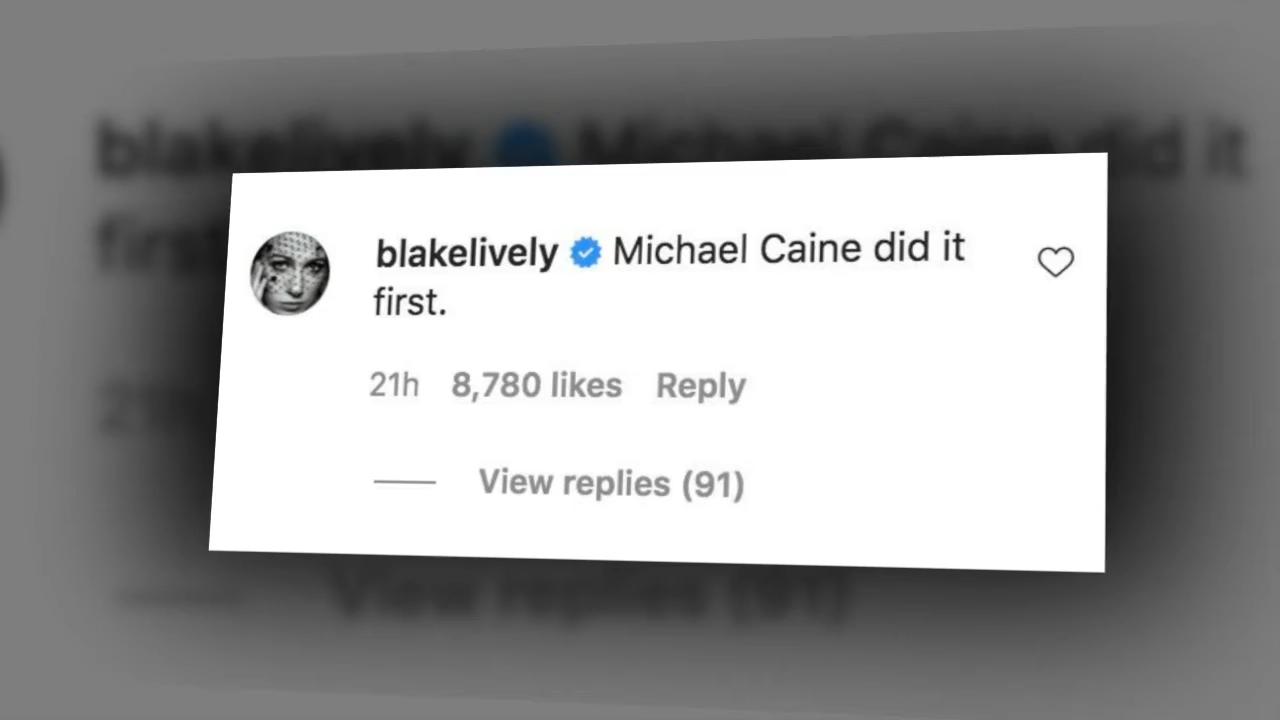 blakelively Michael Caine did it
first.
21h 8,780 likes Reply
View replies (91)